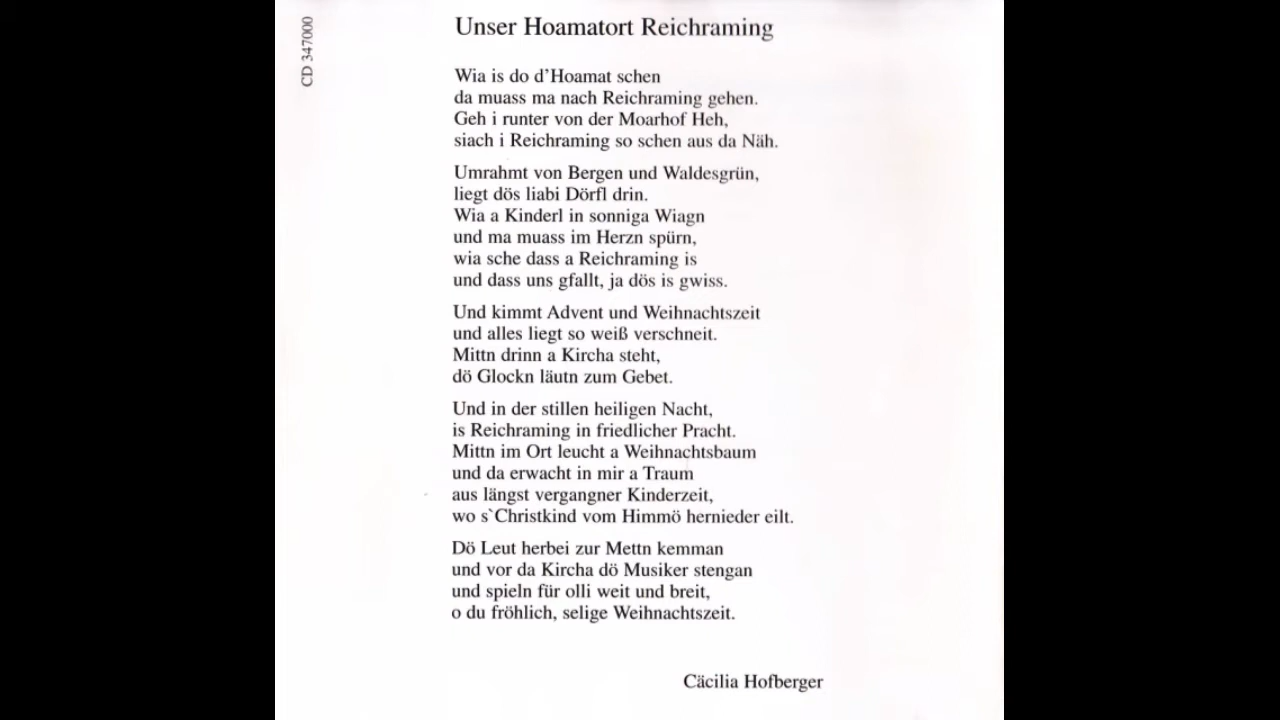 CD 347000
Unser Hoamatort Reichraming
Wia is do d'Hoamat schen
da muass ma nach Reichraming gehen.
Geh i runter von der Moarhof Heh,
siach i Reichraming so schen aus da Näh.
Umrahmt von Bergen und Waldesgrün,
liegt dös liabi Dörfl drin.
Wia a Kinderl in sonniga Wiagn
und ma muass im Herzn spürn,
wia sche dass a Reichraming is
und dass uns gfallt, ja dös is gwiss.
Und kimmt Advent und Weihnachtszeit
und alles liegt so weiß verschneit.
Mittn drinn a Kircha steht,
dö Glockn läutn zum Gebet.
Und in der stillen heiligen Nacht,
is Reichraming in friedlicher Pracht.
Mittn im Ort leucht a Weihnachtsbaum
und da erwacht in mir a Traum
aus längst vergangner Kinderzeit,
wo s`Christkind vom Himmö hernieder eilt.
Dö Leut herbei zur Mettn kemman
und vor da Kircha dö Musiker stengan
und spieln für olli weit und breit,
o du fröhlich, selige Weihnachtszeit.
Cäcilia Hofberger